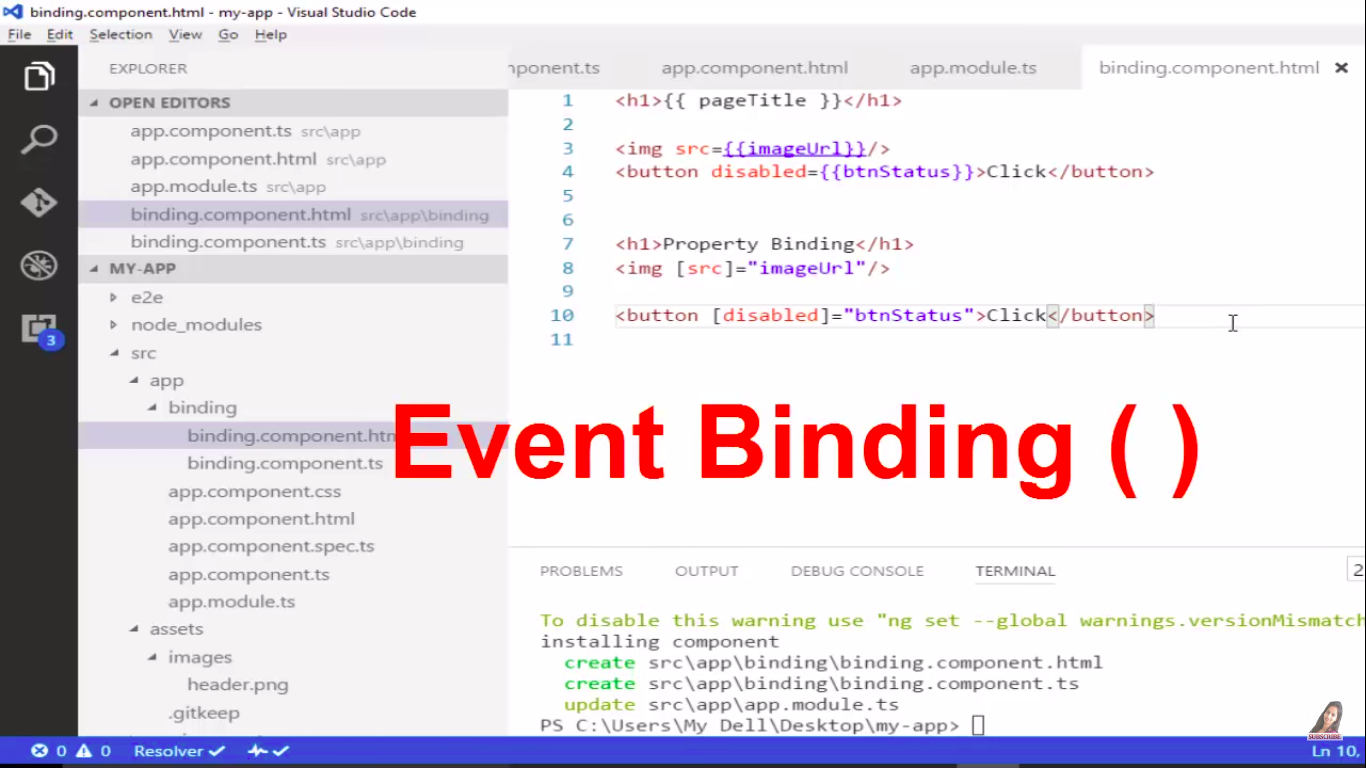 binding.component.html - my-app - Visual Studio Code
File Edit Selection View Go Help
EXPLORER
OPEN EDITORS
app.component.ts src\app
app.component.html src\app
app.module.ts src\app
binding.component.html src\app\binding
binding.component.ts src\app\binding
MY-APP
e2e
node_modules
src
app
binding
binding.component.htm
binding.component.ts
app.component.css
app.component.html
app.component.spec.ts
app.component.ts
app.module.ts
assets
images
header.png
.gitkeep
3
nponent.ts app.component.html app.module.ts binding.component.html
1 <h1>{{ pageTitle }}</h1>
2
3 <img src={{imageUrl}}/>
4 <button disabled={{btnStatus}}>Click</button>
5
6
7 <h1>Property Binding</h1>
8 <img [src]="imageUrl"/>
9
10 <button [disabled]="btnStatus">Click</button>
11
Event Binding ( )
PROBLEMS OUTPUT DEBUG CONSOLE TERMINAL 2
To disable this warning use "ng set --global warnings.versionMismatch
installing component
create src\app\binding\binding.component.html
create src\app\binding\binding.component.ts
update src\app\app.module.ts
PS C:\Users\My Dell\Desktop\my-app>
SUBSCRIBE
0 0 Resolver Ln 10,